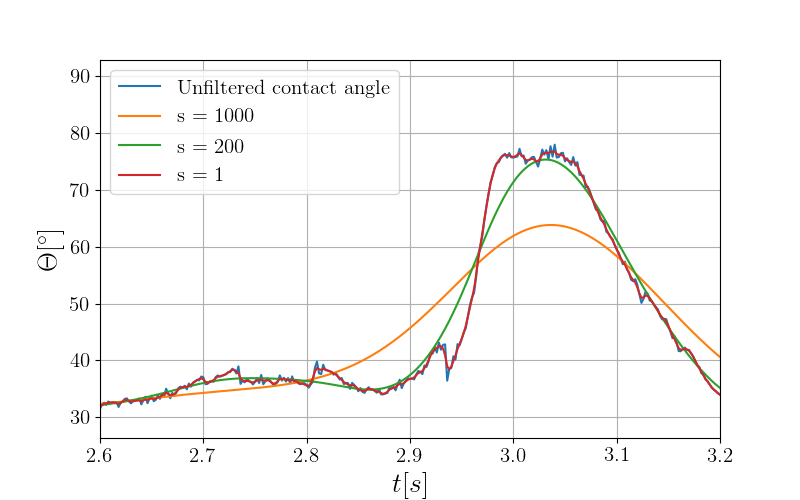 90
80
70
60
50
40
30
Θ[°]
Unfiltered contact angle
s = 1000
s = 200
s = 1
2.6 2.7 2.8 2.9 3.0 3.1 3.2
t[s]